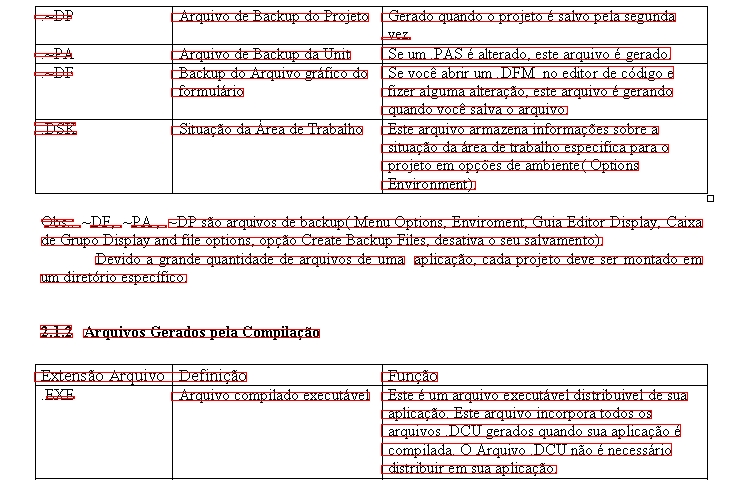 .~DP Arquivo de Backup do Projeto Gerado quando o projeto é salvo pela segunda
vez.
.~PA Arquivo de Backup da Unit Se um .PAS é alterado, este arquivo é gerado.
.~DF Backup do Arquivo gráfico do Se você abrir um .DFM no editor de código e
formulário fizer alguma alteração, este arquivo é gerando
quando você salva o arquivo.
.DSK Situação da Área de Trabalho Este arquivo armazena informações sobre a
situação da área de trabalho especifica para o
projeto em opções de ambiente( Options
Environment).
Obs.: .~DF, .~PA , .~DP são arquivos de backup( Menu Options, Enviroment, Guia Editor Display, Caixa
de Grupo Display and file options, opção Create Backup Files, desativa o seu salvamento).
Devido a grande quantidade de arquivos de uma aplicação, cada projeto deve ser montado em
um diretório específico.
2.1.2 Arquivos Gerados pela Compilação
Extensão Arquivo Definição Função
.EXE Arquivo compilado executável Este é um arquivo executável distribuivel de sua
aplicação. Este arquivo incorpora todos os
arquivos .DCU gerados quando sua aplicação é
compilada. O Arquivo .DCU não é necessário
distribuir em sua aplicação.